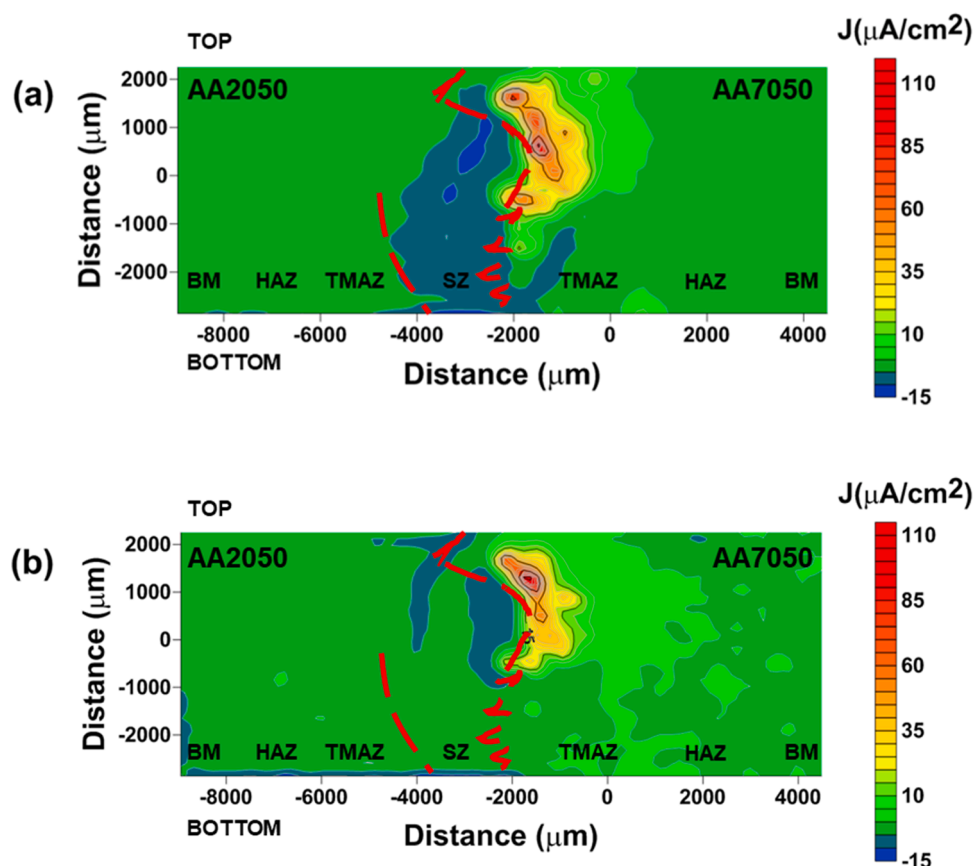 TOP
J(μA/cm2)
(a)
AA2050
AA7050
2000
1000
0
-1000
-2000
Distance (μm)
BM HAZ TMAZ SZ TMAZ HAZ BM
-8000 -6000 -4000 -2000 0 2000 4000
BOTTOM
Distance (μm)
110
85
60
35
10
-15
TOP
J(μA/cm2)
(b)
AA2050
AA7050
2000
1000
0
-1000
-2000
Distance (μm)
BM HAZ TMAZ SZ TMAZ HAZ BM
-8000 -6000 -4000 -2000 0 2000 4000
BOTTOM
Distance (μm)
110
85
60
35
10
-15